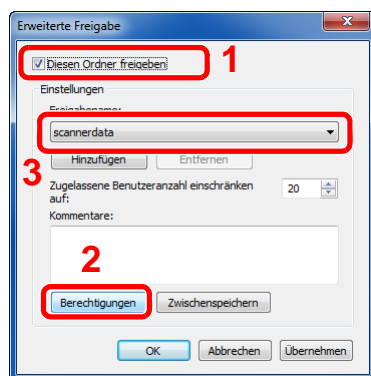 Erweiterte Freigabe
x
1
Diesen Ordner freigeben
Einstellungen
Freigabename:
scannerdata
3
Hinzufügen Entfernen
Zugelassene Benutzeranzahl einschränken auf: 20
Kommentare:
2
Berechtigungen Zwischenspeichern
OK Abbrechen Übernehmen